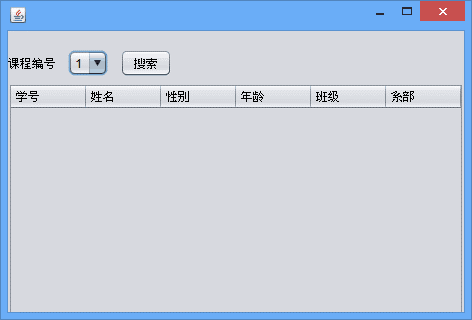 课程编号 1 搜索
学号 姓名 性别 年龄 班级 系部